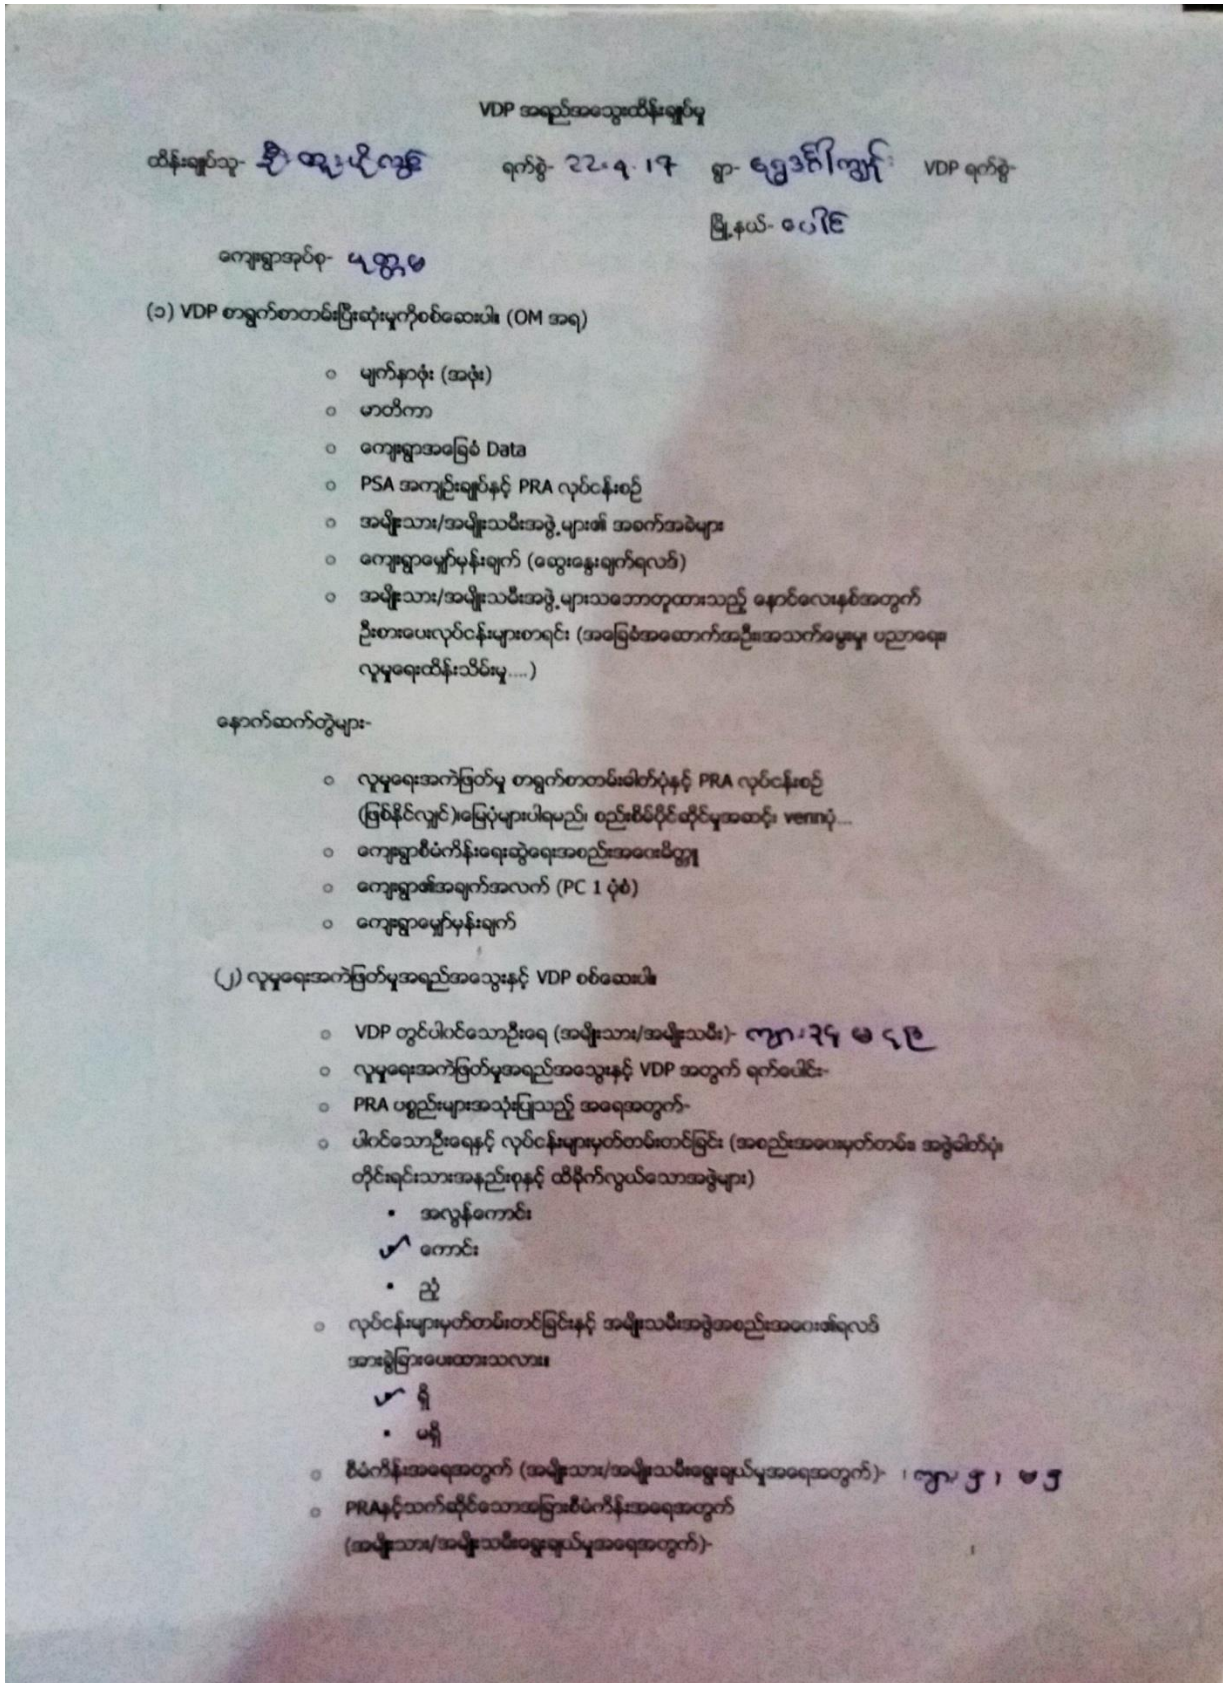 VDP အရည်အသွေးထိန်းချုပ်မှု
ထိန်းချုပ်သူ- ဦး ရက်စွဲ- 22.4.17 ရွာ- VDP ရက်စွဲ-
မြို့နယ်- ပေါင်
ကျေးရွာအုပ်စု- မုတ္တမ
(၁) VDP စာရွက်စာတမ်းပြီးဆုံးမှုကိုစစ်ဆေးပါ။ (OM အရ)
○ မျက်နှာဖုံး (အဖုံး)
○ မာတိကာ
○ ကျေးရွာအခြေခံ Data
○ PSA အကျဉ်းချုပ်နှင့် PRA လုပ်ငန်းစဉ်
○ အမျိုးသား/အမျိုးသမီးအဖွဲ့များ၏ အခက်အခဲများ
○ ကျေးရွာမျှော်မှန်းချက် (ဆွေးနွေးချက်ရလဒ်)
○ အမျိုးသား/အမျိုးသမီးအဖွဲ့များသဘောတူထားသည့် နောင်လေးနှစ်အတွက်
ဦးစားပေးလုပ်ငန်းများစာရင်း (အခြေခံအဆောက်အဦး၊အသက်မွေးမှု၊ ပညာရေး၊
လူမှုရေးထိန်းသိမ်းမှု....)
နောက်ဆက်တွဲများ-
○ လူမှုရေးအကဲဖြတ်မှု စာရွက်စာတမ်းဓါတ်ပုံနှင့် PRA လုပ်ငန်းစဉ်
(ဖြစ်နိုင်လျှင်)၊မြေပုံများပါရမည်၊ စည်းစိမ်ပိုင်ဆိုင်မှုအဆင့်၊ vennပုံ...
○ ကျေးရွာစီမံကိန်းရေးဆွဲရေးအစည်းအဝေးမိတ္တူ
○ ကျေးရွာ၏အချက်အလက် (PC 1 ပုံစံ)
○ ကျေးရွာမျှော်မှန်းချက်
(၂) လူမှုရေးအကဲဖြတ်မှုအရည်အသွေးနှင့် VDP စစ်ဆေးပါ။
○ VDP တွင်ပါဝင်သောဦးရေ (အမျိုးသား/အမျိုးသမီး)- ကျား
○ လူမှုရေးအကဲဖြတ်မှုအရည်အသွေးနှင့် VDP အတွက် ရက်ပေါင်း-
○ PRA ပစ္စည်းများအသုံးပြုသည့် အရေအတွက်-
○ ပါဝင်သောဦးရေနှင့် လုပ်ငန်းများမှတ်တမ်းတင်ခြင်း (အစည်းအဝေးမှတ်တမ်း၊ အဖွဲ့ဓါတ်ပုံ၊
တိုင်းရင်းသားအနည်းစုနှင့် ထိခိုက်လွယ်သောအဖွဲ့များ)
▪ အလွန်ကောင်း
✓ ကောင်း
▪ ညံ့
○ လုပ်ငန်းများမှတ်တမ်းတင်ခြင်းနှင့် အမျိုးသမီးအဖွဲ့အစည်းအဝေး၏ရလဒ်
အားခွဲခြားပေးထားသလား။
✓ ရှိ
▪ မရှိ
○ စီမံကိန်းအရေအတွက် (အမျိုးသား/အမျိုးသမီးရွေးချယ်မှုအရေအတွက်)- ကျား ၅ ၊ မ ၅
○ PRAနှင့်သက်ဆိုင်သောအခြားစီမံကိန်းအရေအတွက်
(အမျိုးသား/အမျိုးသမီးရွေးချယ်မှုအရေအတွက်)-